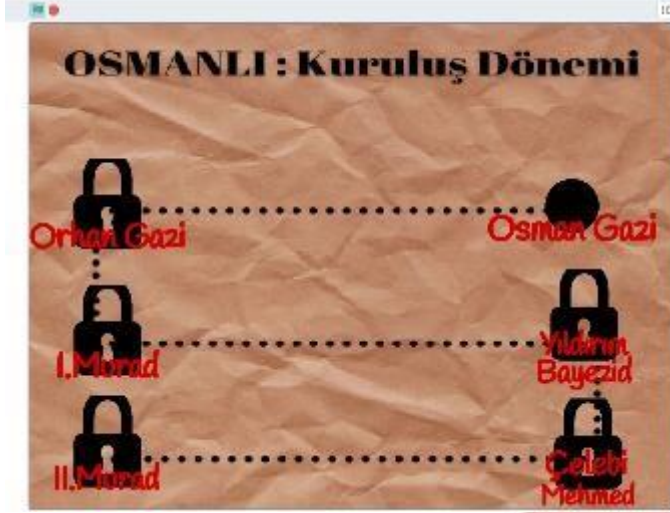 OSMANLI : Kuruluş Dönemi
Orhan Gazi
Osman Gazi
I.Murad
Yıldırım
Bayezid
II.Murad
Çelebi
Mehmed